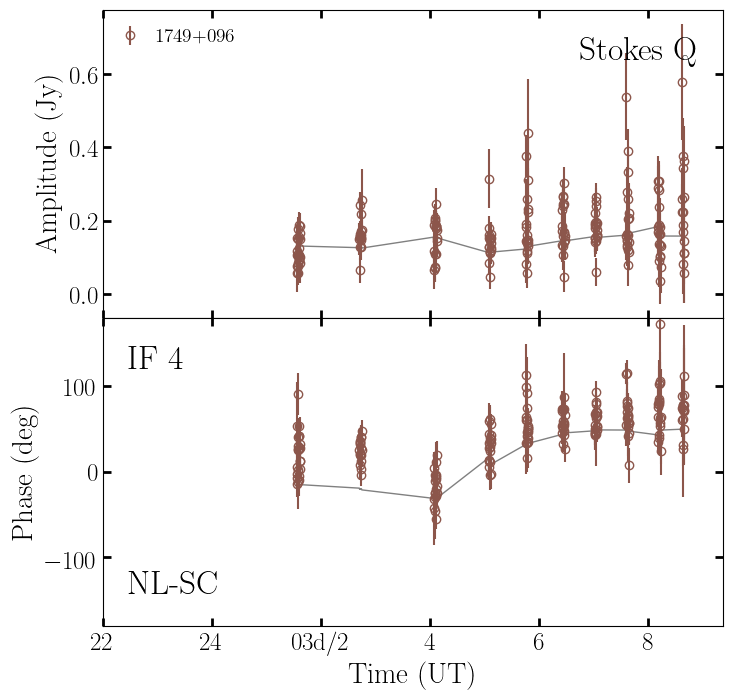 1749+096
Stokes Q
Amplitude (Jy)
0.6
0.4
0.2
0.0
IF 4
Phase (deg)
100
0
−100
NL-SC
22 24 03d/2 4 6 8
Time (UT)